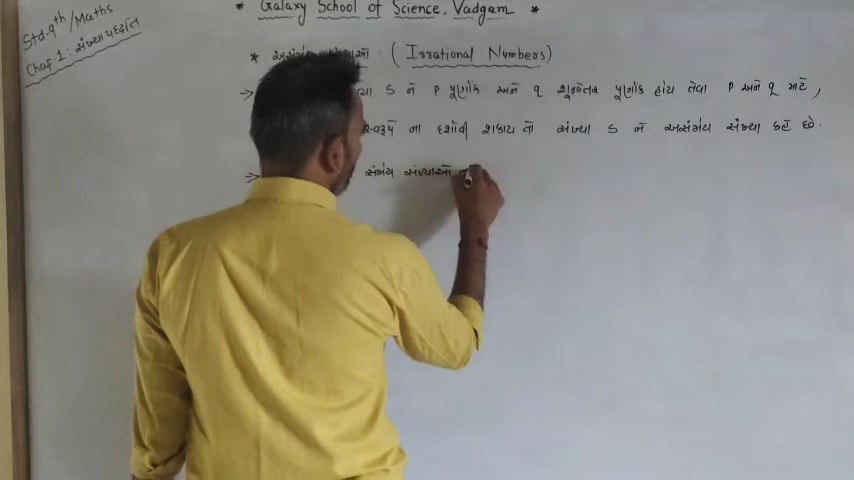 * Galaxy School of Science, Vadgam *
Std-9th/Maths
Chap 1: સંખ્યા પદ્ધતિ
* : (Irrational Numbers)
→ S ને P પૂર્ણાંક અને q શૂન્યેતર પૂર્ણાંક હોય તેવા P અને q માટે,
સ્વરૂપે ના દર્શાવી શકાય તો સંખ્યા S ને અસંમેય સંખ્યા કહે છે.
→ સંમેય સંખ્યાઓ